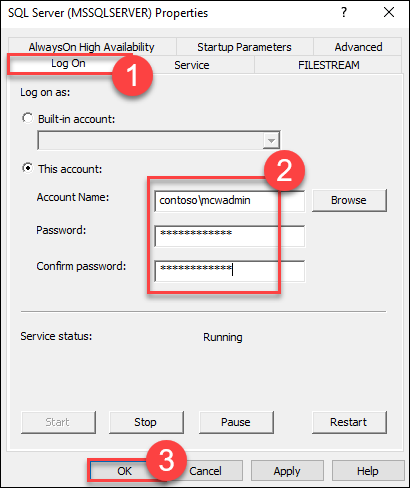 SQL Server (MSSQLSERVER) Properties ? ×
AlwaysOn High Availability Startup Parameters Advanced
Log On Service FILESTREAM
1
Log on as:
Built-in account:
This account:
2
Account Name: contoso\mcwadmin Browse
Password: ************
Confirm password: ************
Service status: Running
Start Stop Pause Restart
3
OK Cancel Apply Help